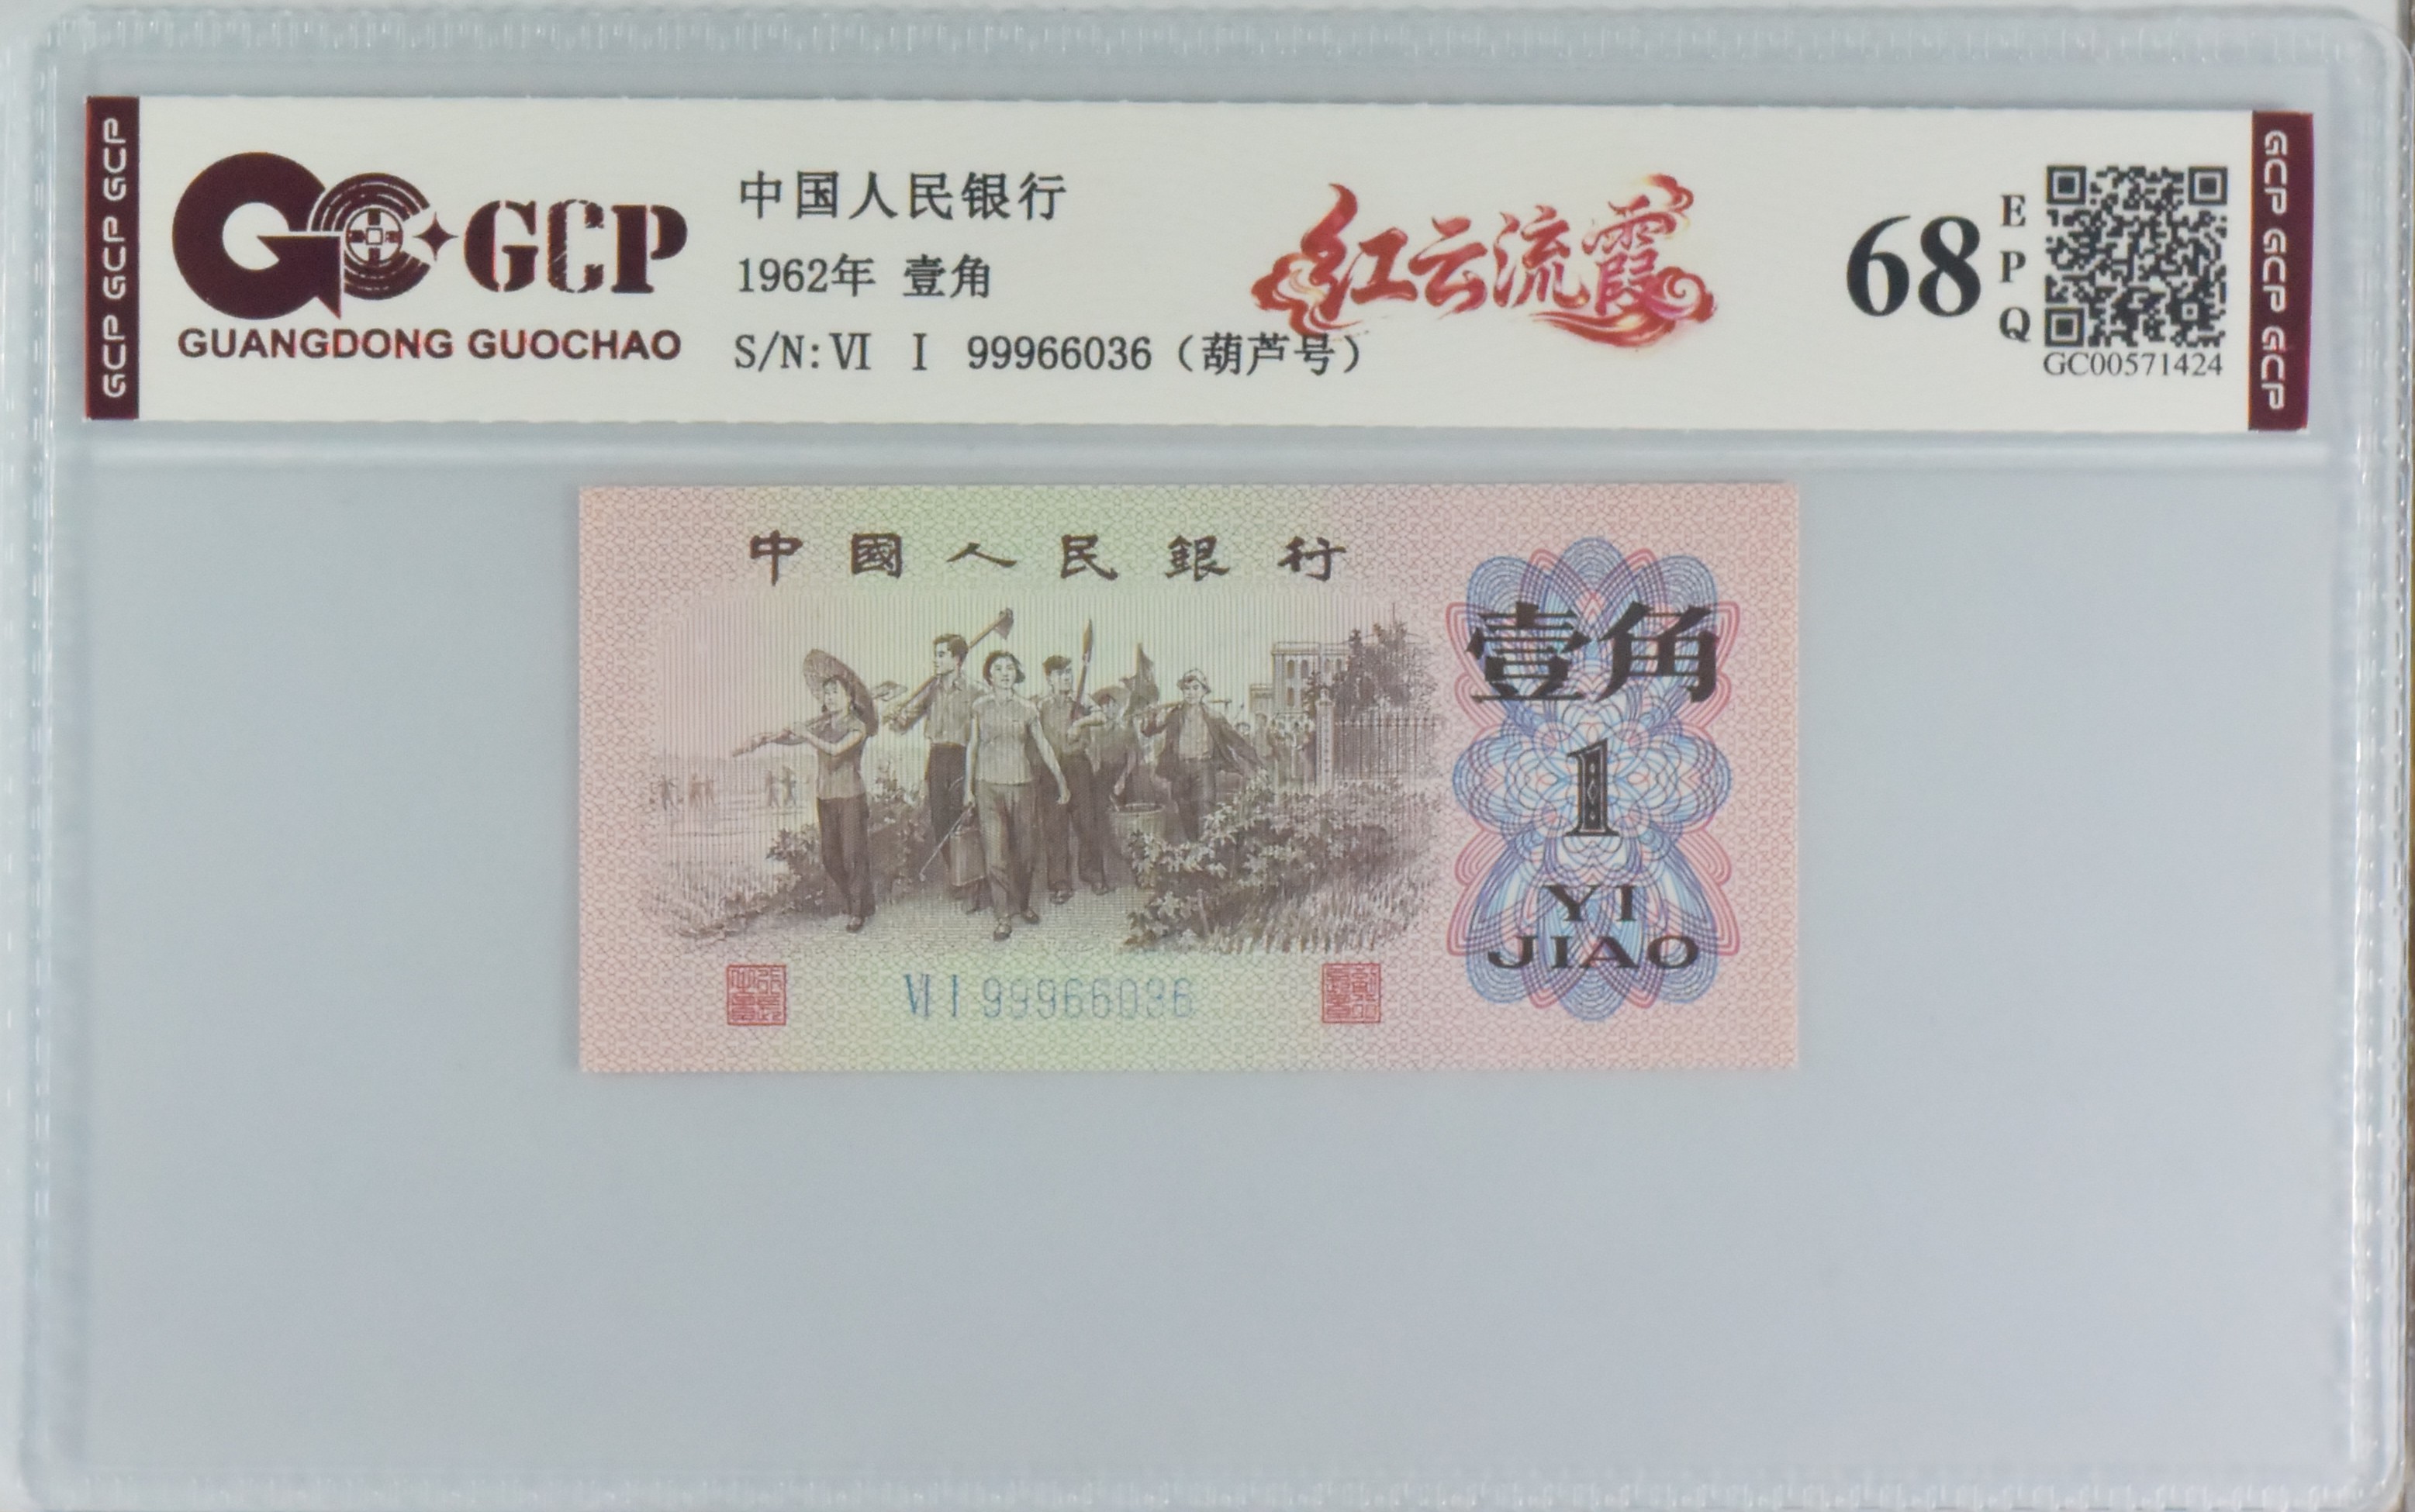 GCP GCP GCP
GCP
GUANGDONG GUOCHAO
中国人民银行
1962年 壹角
S/N:VI I 99966036（葫芦号）
红云流霞
68
EPQ
GC00571424
GCP GCP GCP
中國人民銀行
壹角
1
YI
JIAO
VI I 99966036